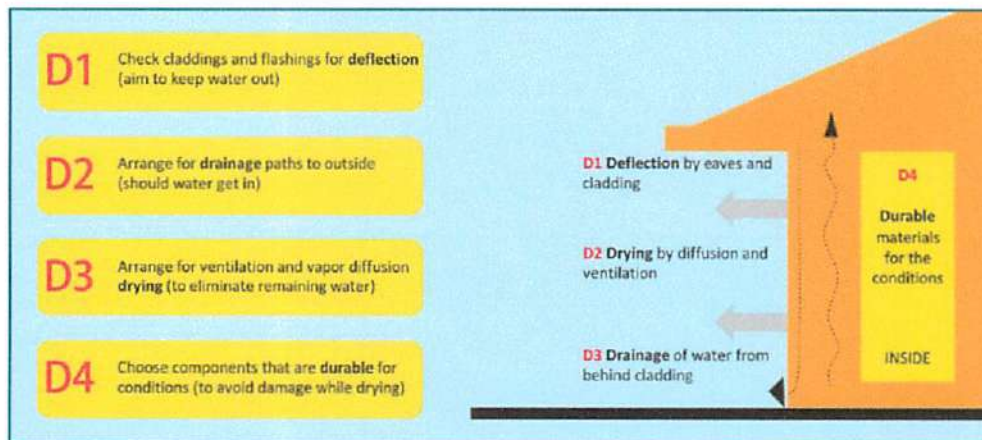 D1
Check claddings and flashings for deflection
(aim to keep water out)
D2
Arrange for drainage paths to outside
(should water get in)
D3
Arrange for ventilation and vapor diffusion
drying (to eliminate remaining water)
D4
Choose components that are durable for
conditions (to avoid damage while drying)
D1 Deflection by eaves and
cladding
D2 Drying by diffusion and
ventilation
D3 Drainage of water from
behind cladding
D4
Durable
materials
for the
conditions
INSIDE